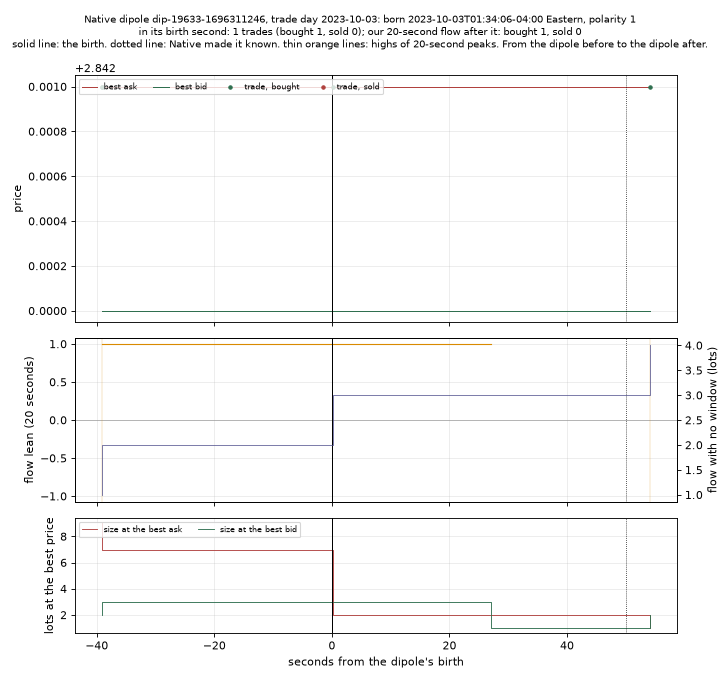 Native dipole dip-19633-1696311246, trade day 2023-10-03: born 2023-10-03T01:34:06-04:00 Eastern, polarity 1
in its birth second: 1 trades (bought 1, sold 0); our 20-second flow after it: bought 1, sold 0
solid line: the birth. dotted line: Native made it known. thin orange lines: highs of 20-second peaks. From the dipole before to the dipole after.
+2.842
best ask best bid trade, bought trade, sold
0.0010
0.0008
0.0006
0.0004
0.0002
0.0000
price
1.0
0.5
0.0
−0.5
−1.0
flow lean (20 seconds)
4.0
3.5
3.0
2.5
2.0
1.5
1.0
flow with no window (lots)
size at the best ask size at the best bid
8
6
4
2
lots at the best price
−40 −20 0 20 40
seconds from the dipole's birth